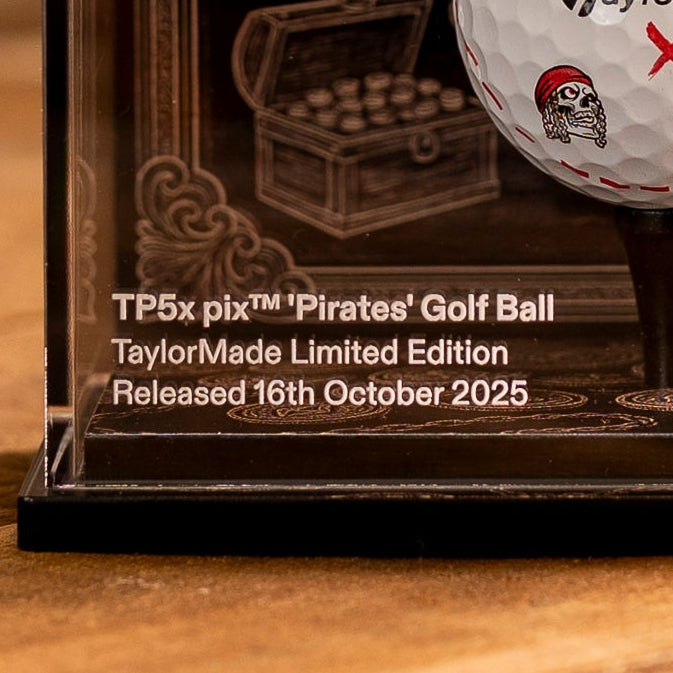 TP5x pix™ 'Pirates' Golf Ball
TaylorMade Limited Edition
Released 16th October 2025